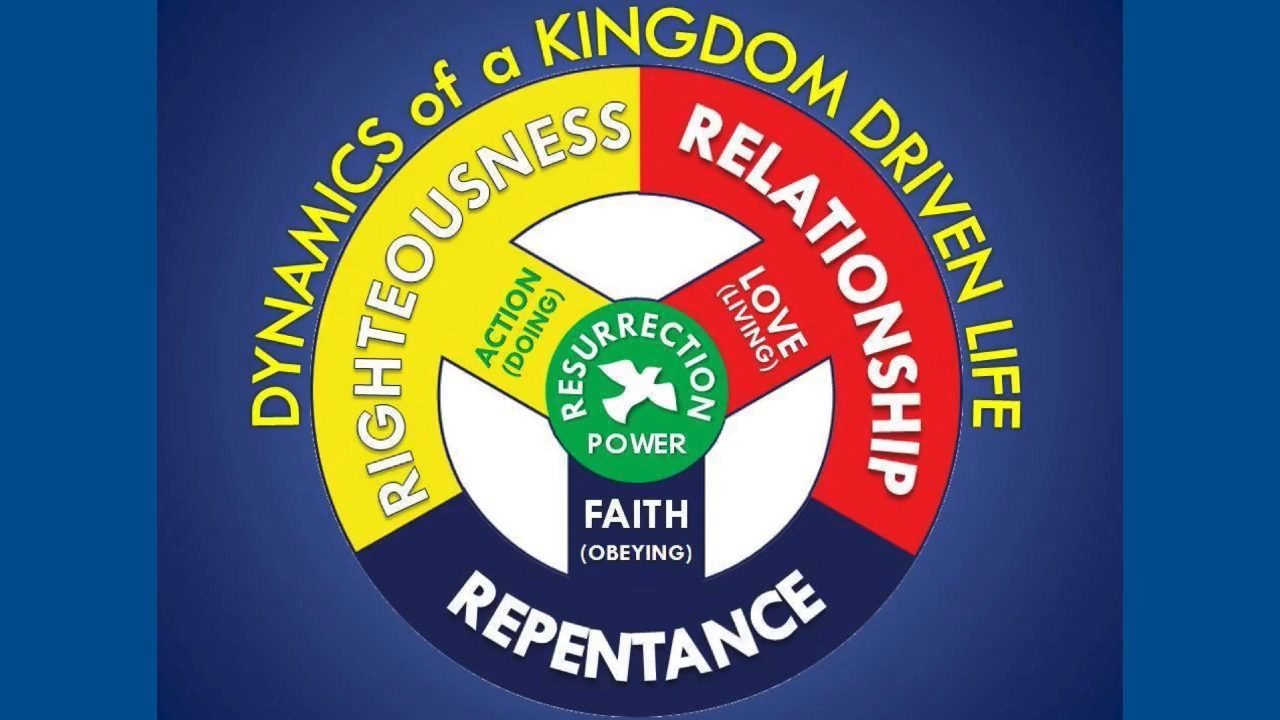 DYNAMICS of a KINGDOM DRIVEN LIFE
RIGHTEOUSNESS
RELATIONSHIP
ACTION
(DOING)
LOVE
(LIVING)
RESURRECTION
POWER
FAITH
(OBEYING)
REPENTANCE